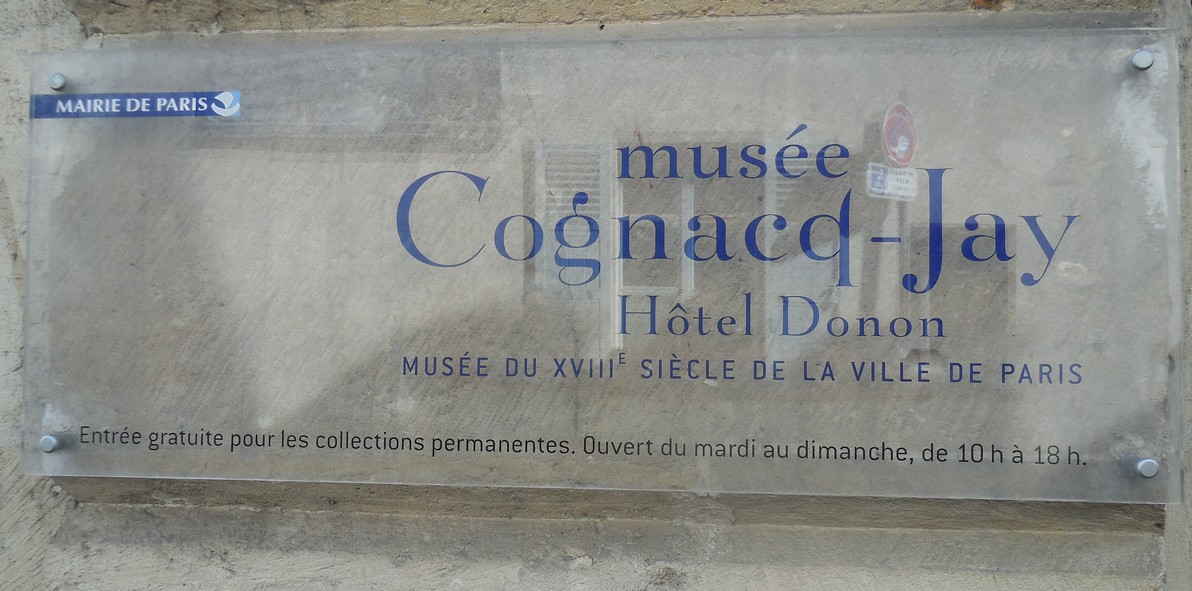 MAIRIE DE PARIS
musée
Cognacq-Jay
Hôtel Donon
MUSÉE DU XVIIIE SIÈCLE DE LA VILLE DE PARIS
Entrée gratuite pour les collections permanentes. Ouvert du mardi au dimanche, de 10 h à 18 h.